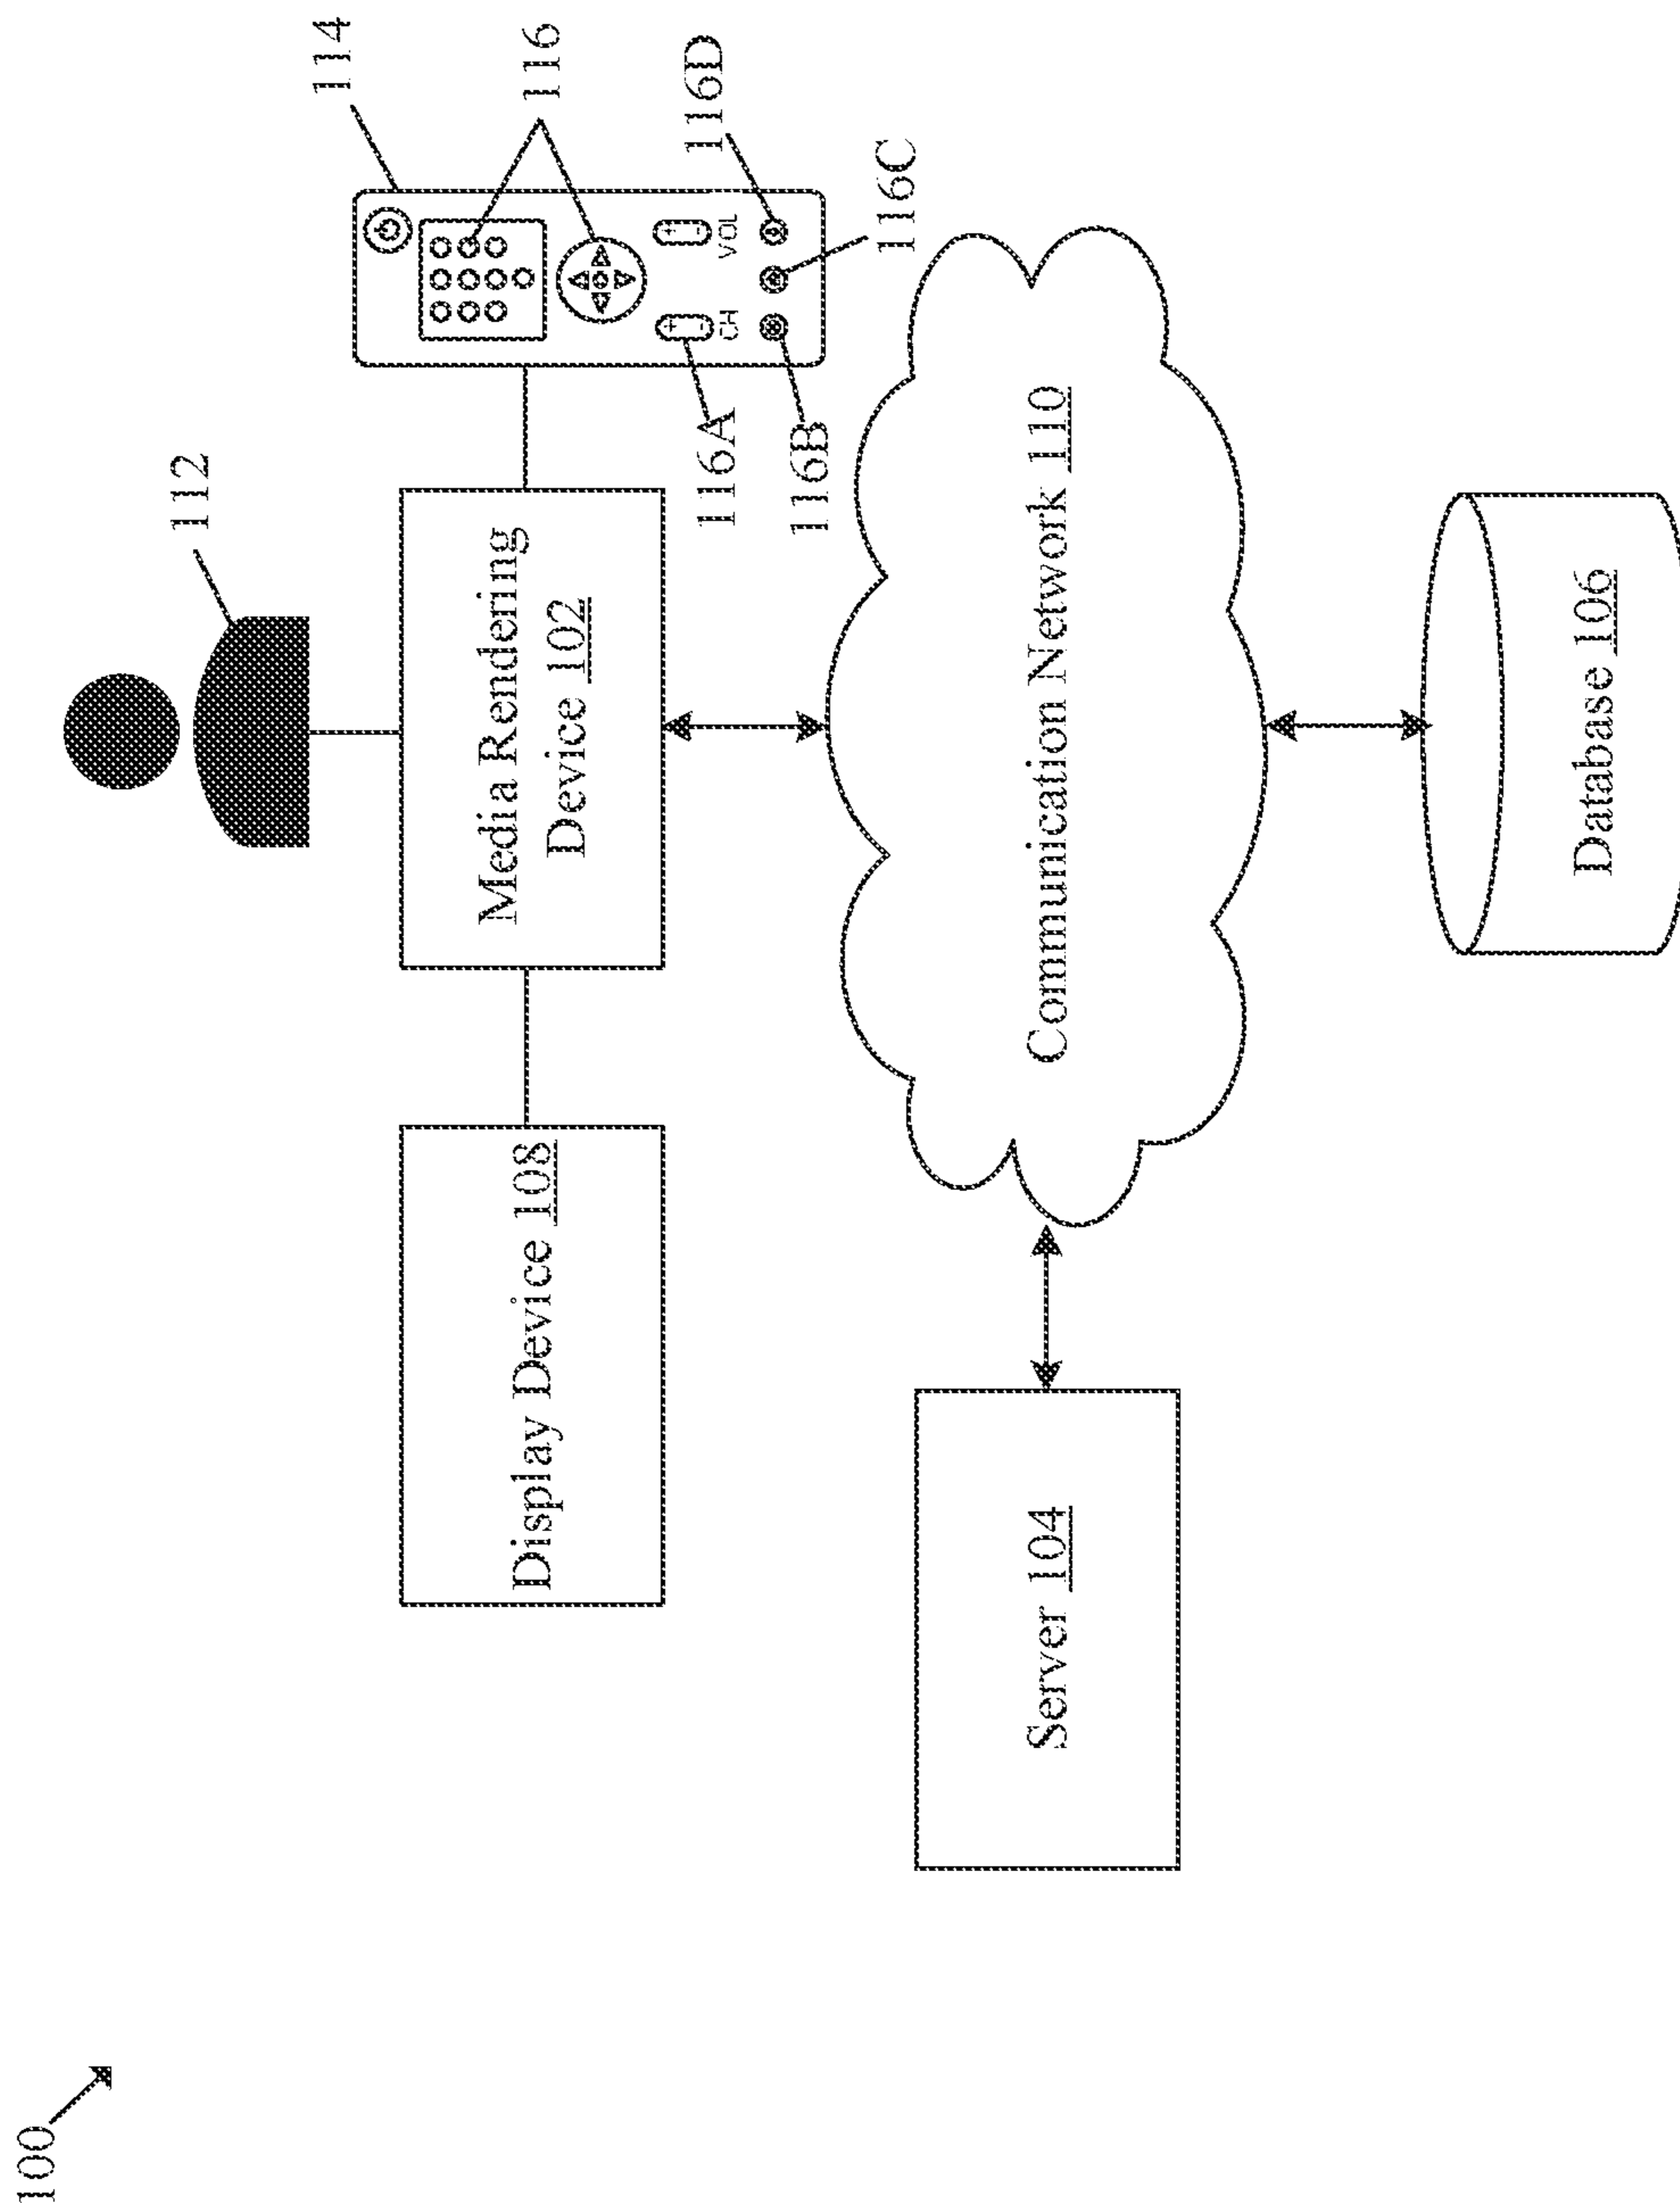 100
112
114
116
Display Device 108
Media Rendering
Device 102
CH
VOL
116A
116D
116B
116C
Server 104
Communication Network 110
Database 106